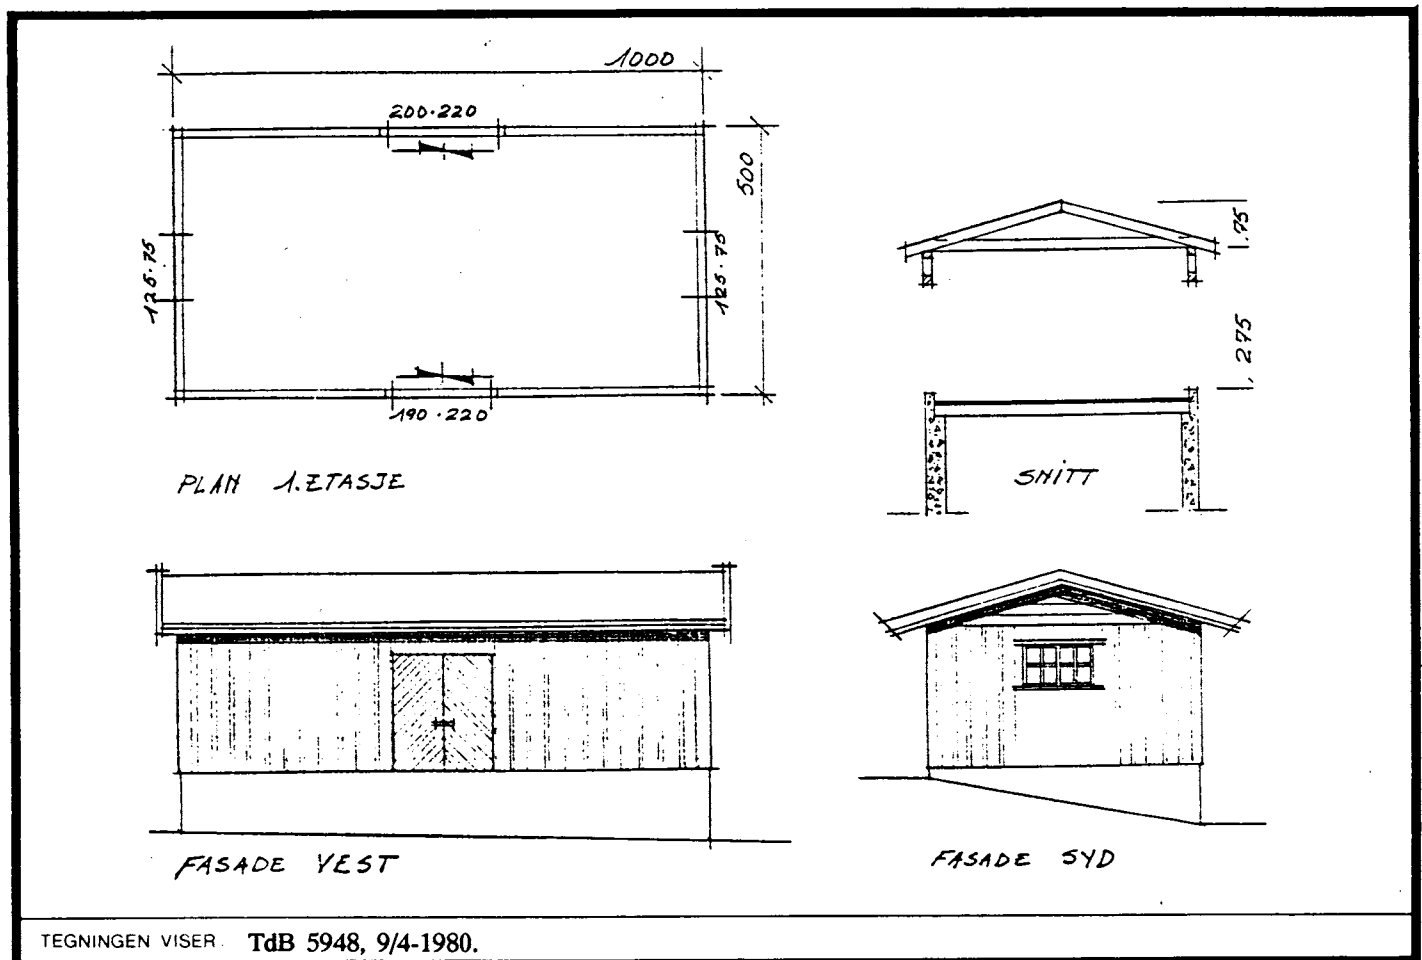 1000
200·220
500
125·75
125·75
190·220
PLAN 1.ETASJE
1.75
275
SNITT
FASADE VEST
FASADE SYD
TEGNINGEN VISER: TdB 5948, 9/4-1980.